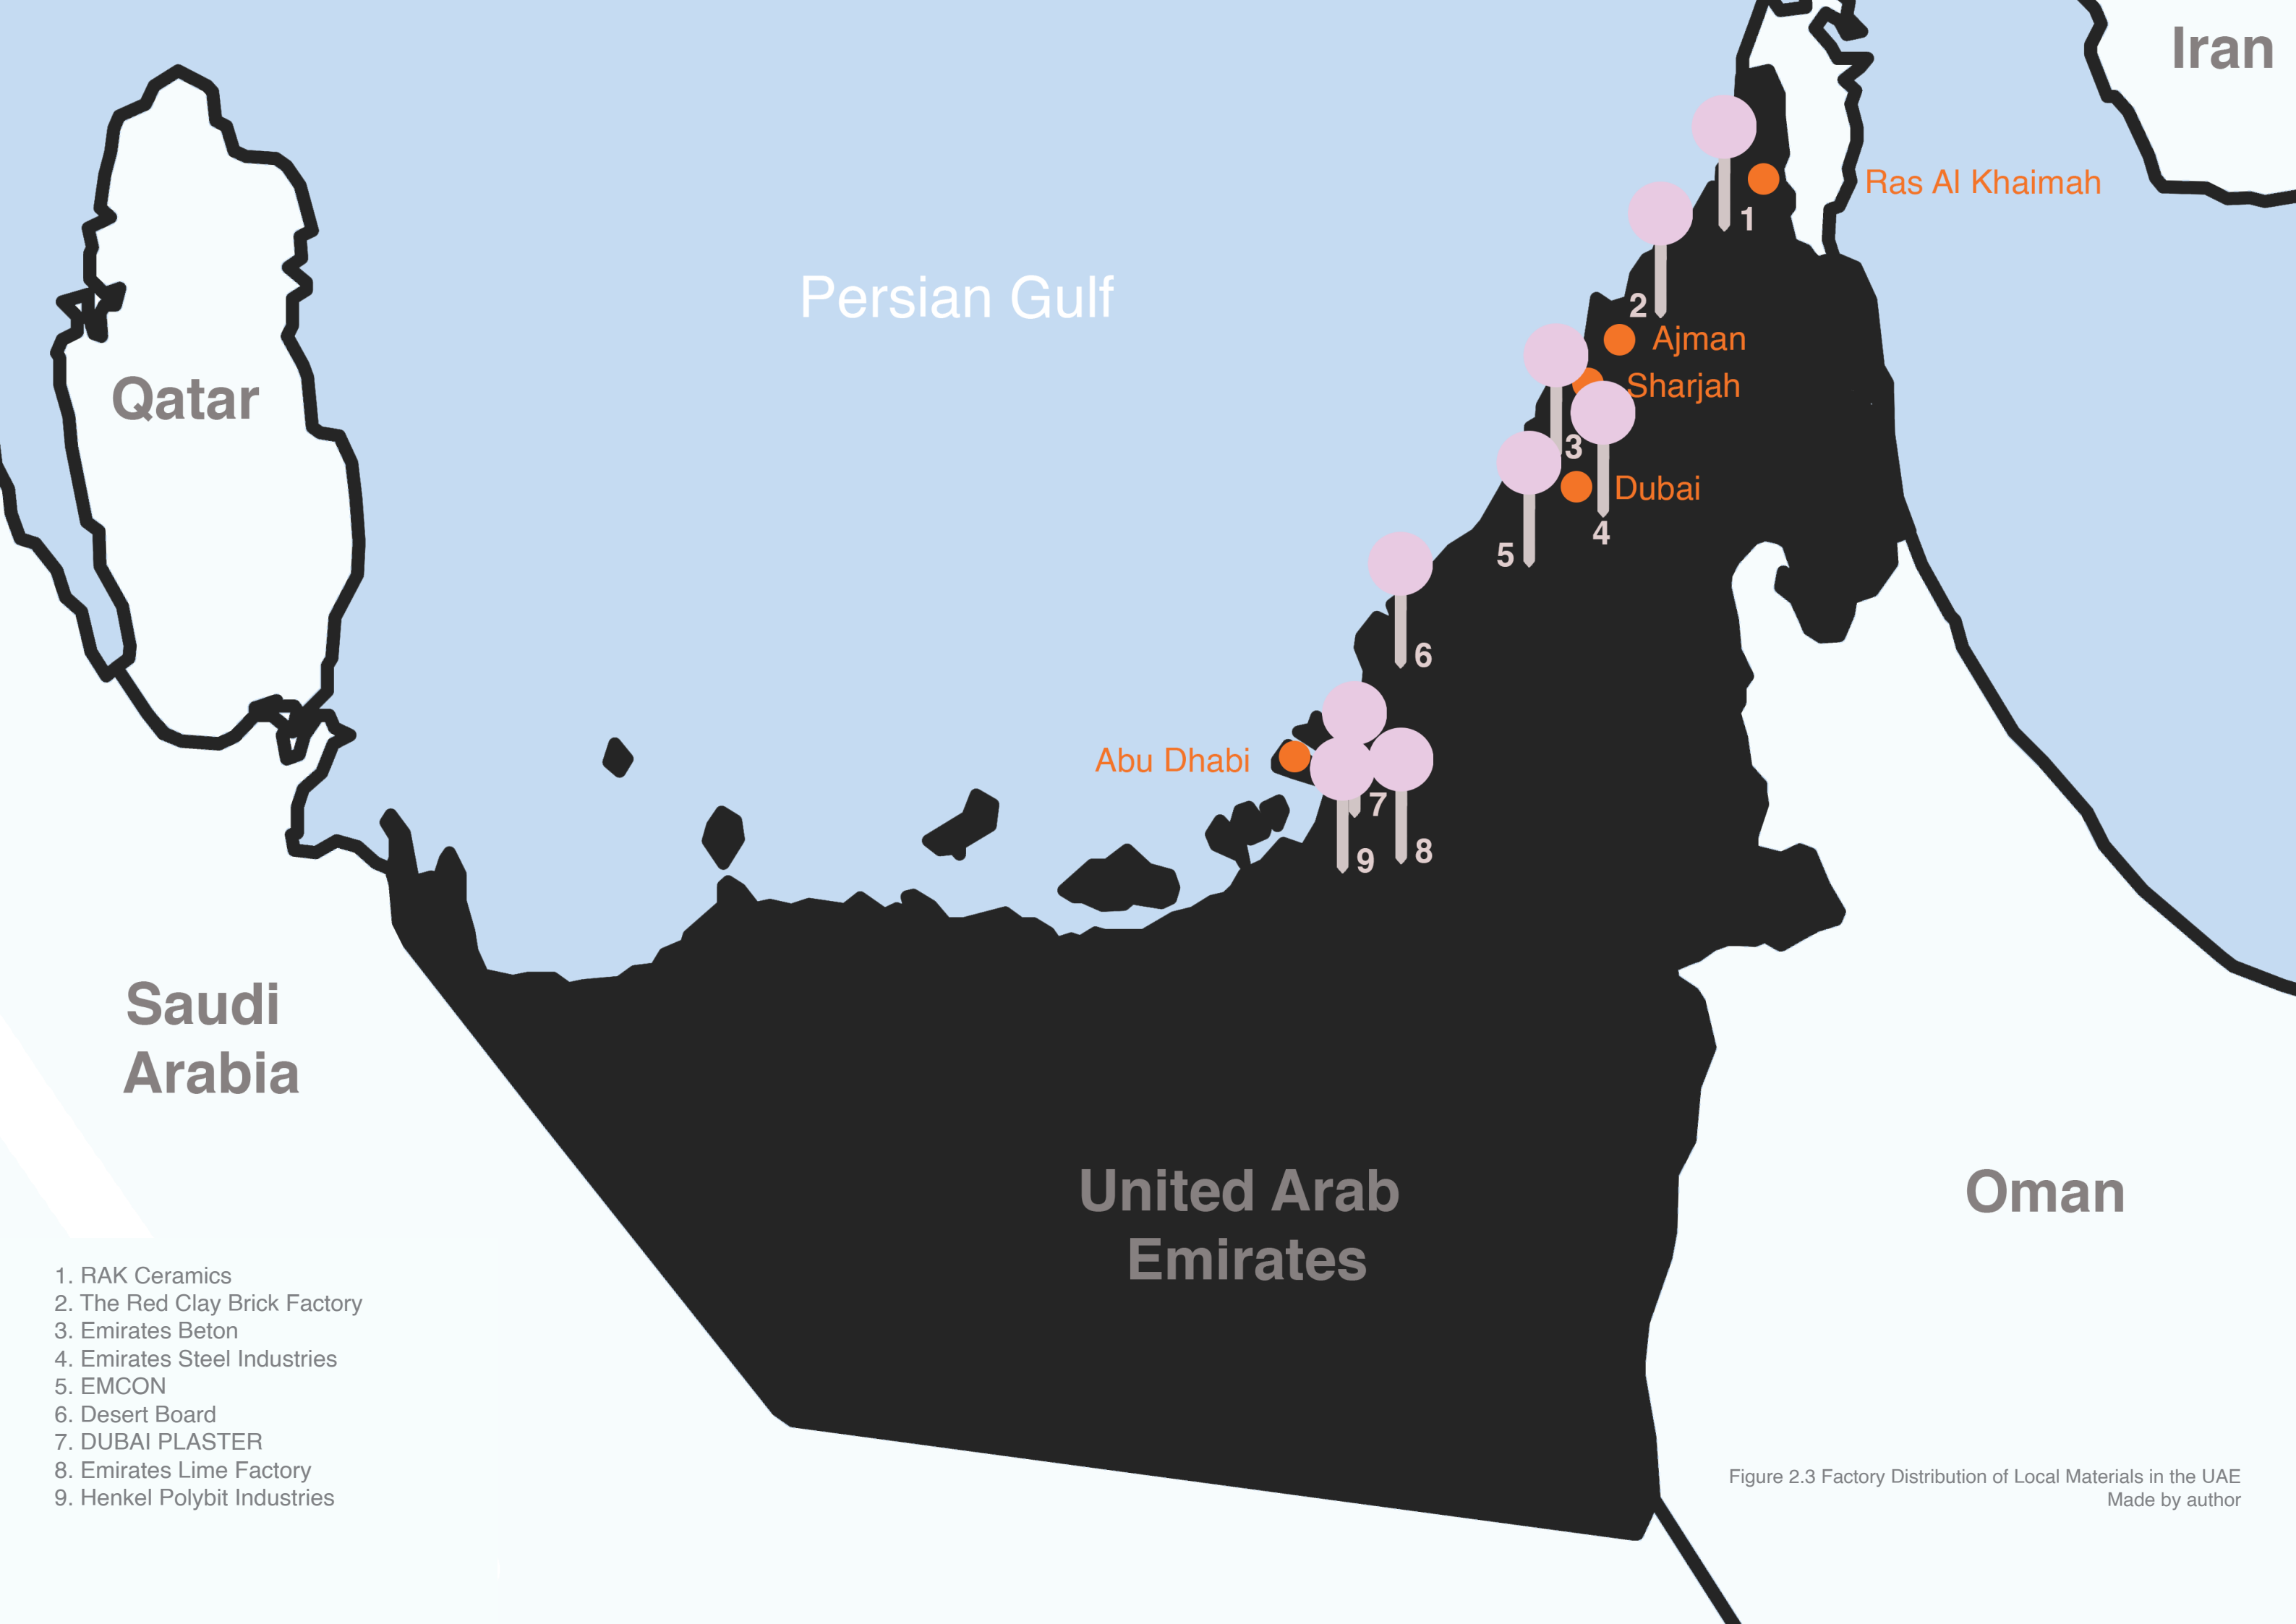 Iran
Ras Al Khaimah
1
2
Persian Gulf
Ajman
Sharjah
Qatar
3
Dubai
4
5
6
Abu Dhabi
7
8
9
Saudi
Arabia
United Arab
Emirates
Oman
1. RAK Ceramics
2. The Red Clay Brick Factory
3. Emirates Beton
4. Emirates Steel Industries
5. EMCON
6. Desert Board
7. DUBAI PLASTER
8. Emirates Lime Factory
9. Henkel Polybit Industries
Figure 2.3 Factory Distribution of Local Materials in the UAE
Made by author